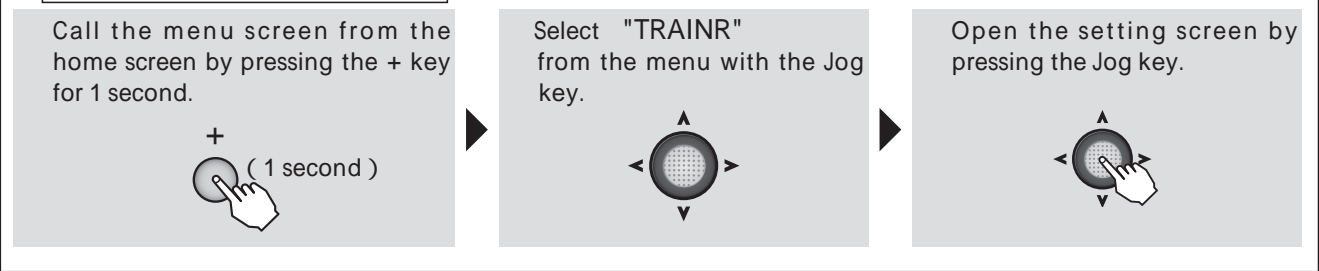 Call the menu screen from the
home screen by pressing the + key
for 1 second.
+
( 1 second )
Select "TRAINR"
from the menu with the Jog
key.
Open the setting screen by
pressing the Jog key.